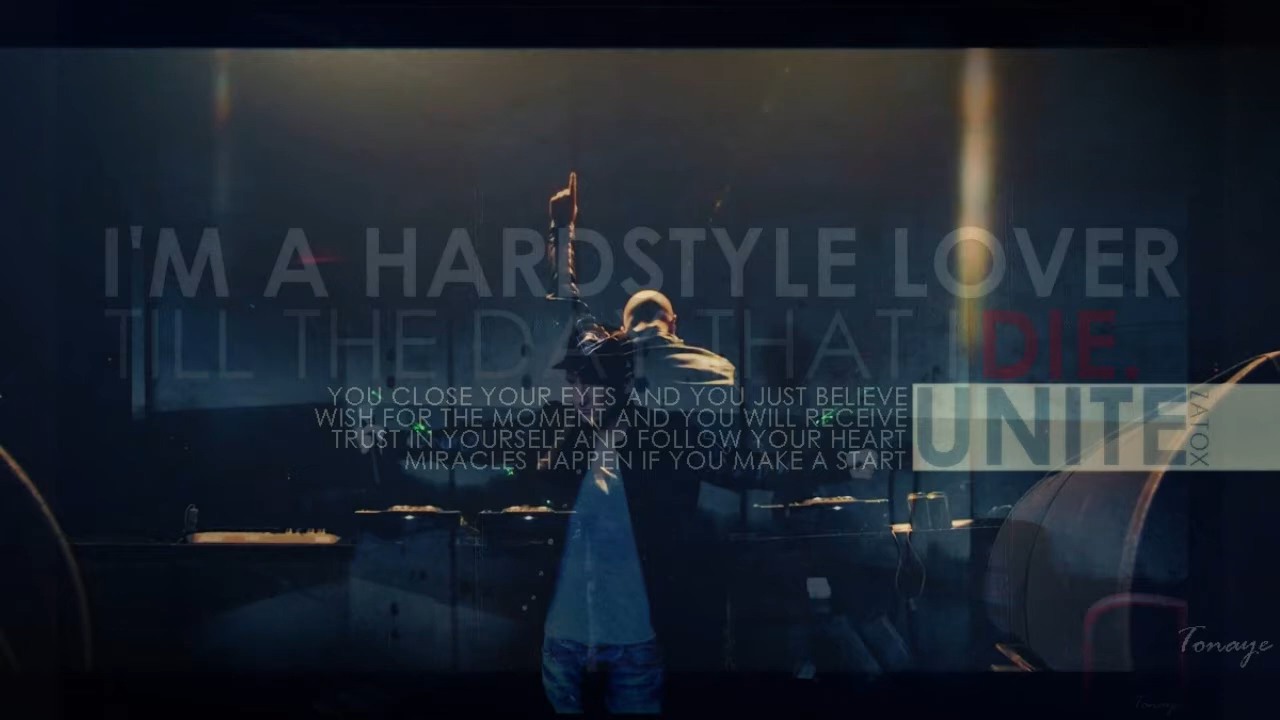 I'M A HARDSTYLE LOVER
TILL THE DAY THAT I DIE.
YOU CLOSE YOUR EYES AND YOU JUST BELIEVE
WISH FOR THE MOMENT AND YOU WILL RECEIVE
TRUST IN YOURSELF AND FOLLOW YOUR HEART
MIRACLES HAPPEN IF YOU MAKE A START
UNITE
ZATOX
Tonaye
Tonaye